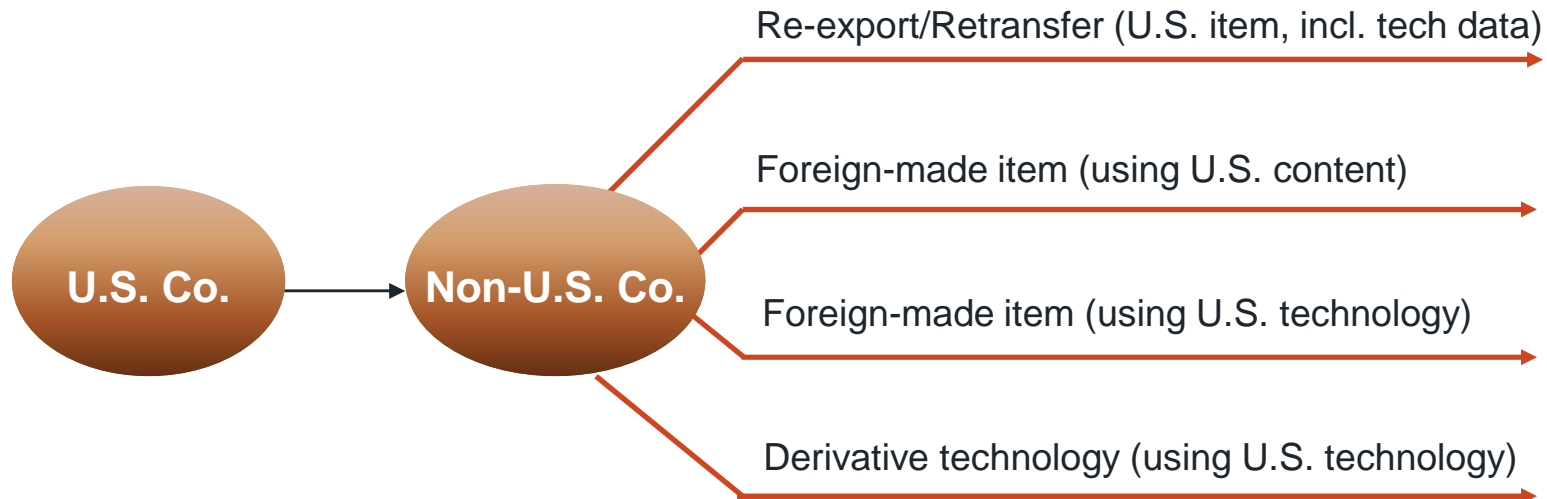 Re-export/Retransfer (U.S. item, incl. tech data)
Foreign-made item (using U.S. content)
U.S. Co.
Non-U.S. Co.
Foreign-made item (using U.S. technology)
Derivative technology (using U.S. technology)